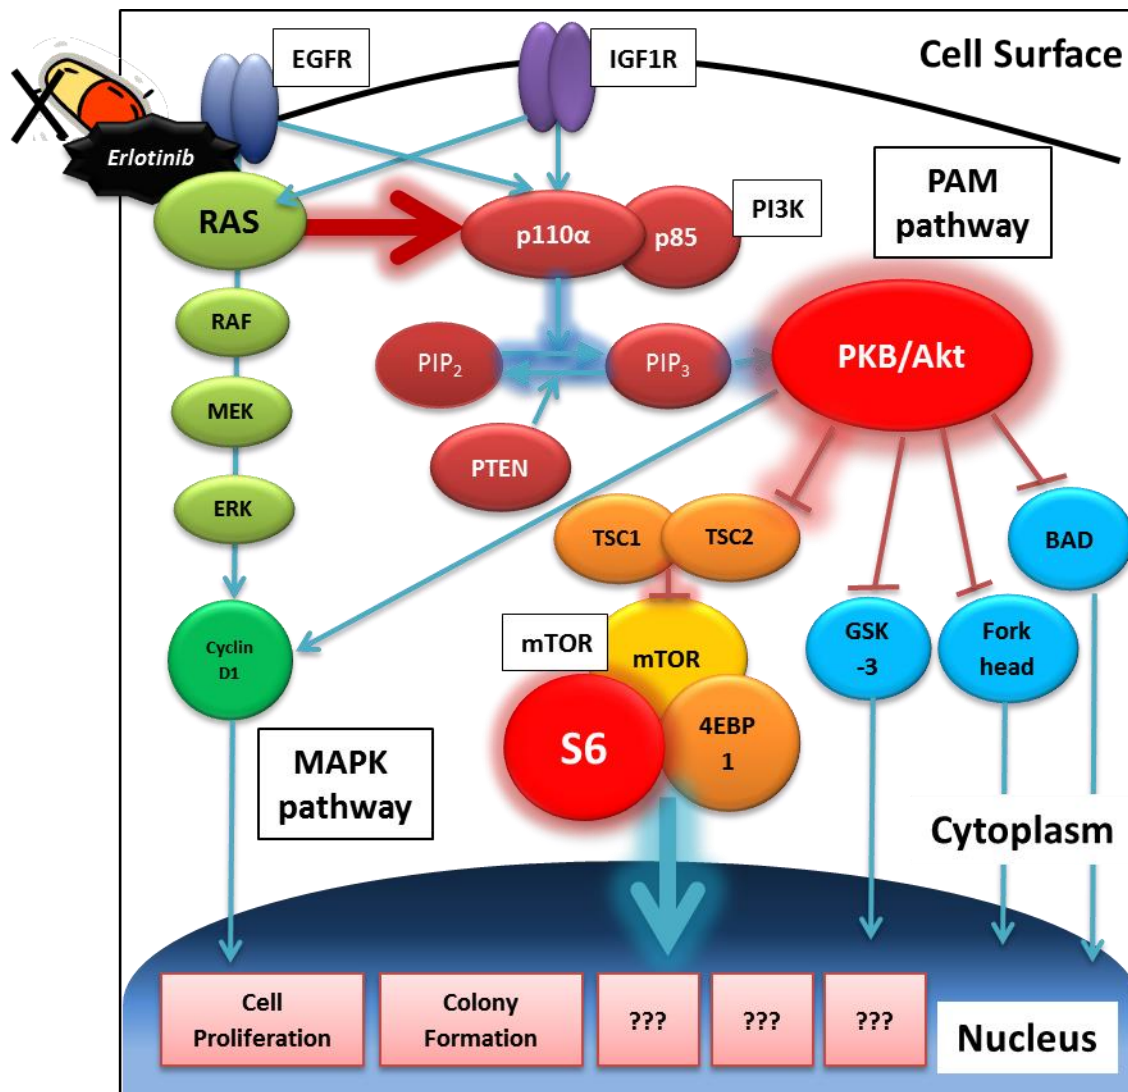 EGFR
IGF1R
Cell Surface
Erlotinib
PAM
pathway
RAS
p110α
p85
PI3K
RAF
PIP2
PIP3
PKB/Akt
MEK
PTEN
ERK
TSC1
TSC2
BAD
Cyclin
D1
mTOR
mTOR
GSK
-3
Fork
head
S6
4EBP
1
MAPK
pathway
Cytoplasm
Cell
Proliferation
Colony
Formation
???
???
???
Nucleus